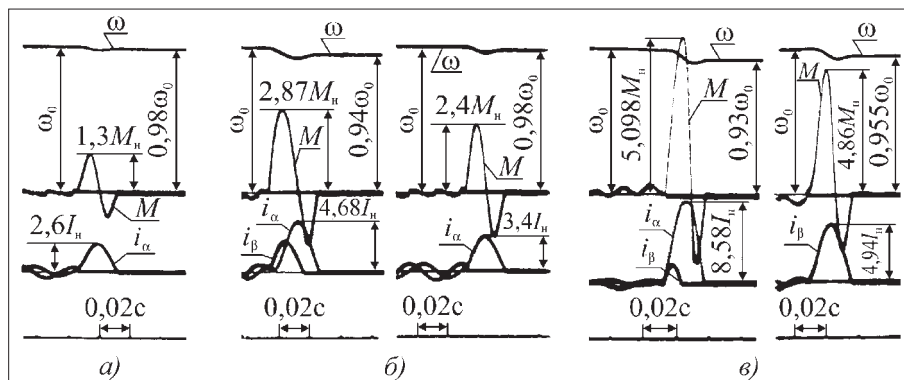 ω
ω₀
1,3Mн
0,98ω₀
M
2,6Iн
iα
0,02с
а)
ω
ω₀
2,87Mн
0,94ω₀
M
4,68Iн
iα
iβ
0,02с
ω
2,4Mн
0,98ω₀
M
3,4Iн
iα
0,02с
б)
ω
ω₀
5,098Mн
0,93ω₀
M
iα
8,58Iн
iβ
0,02с
ω
M
ω₀
4,86Mн
0,955ω₀
iβ
4,94Iн
0,02с
в)